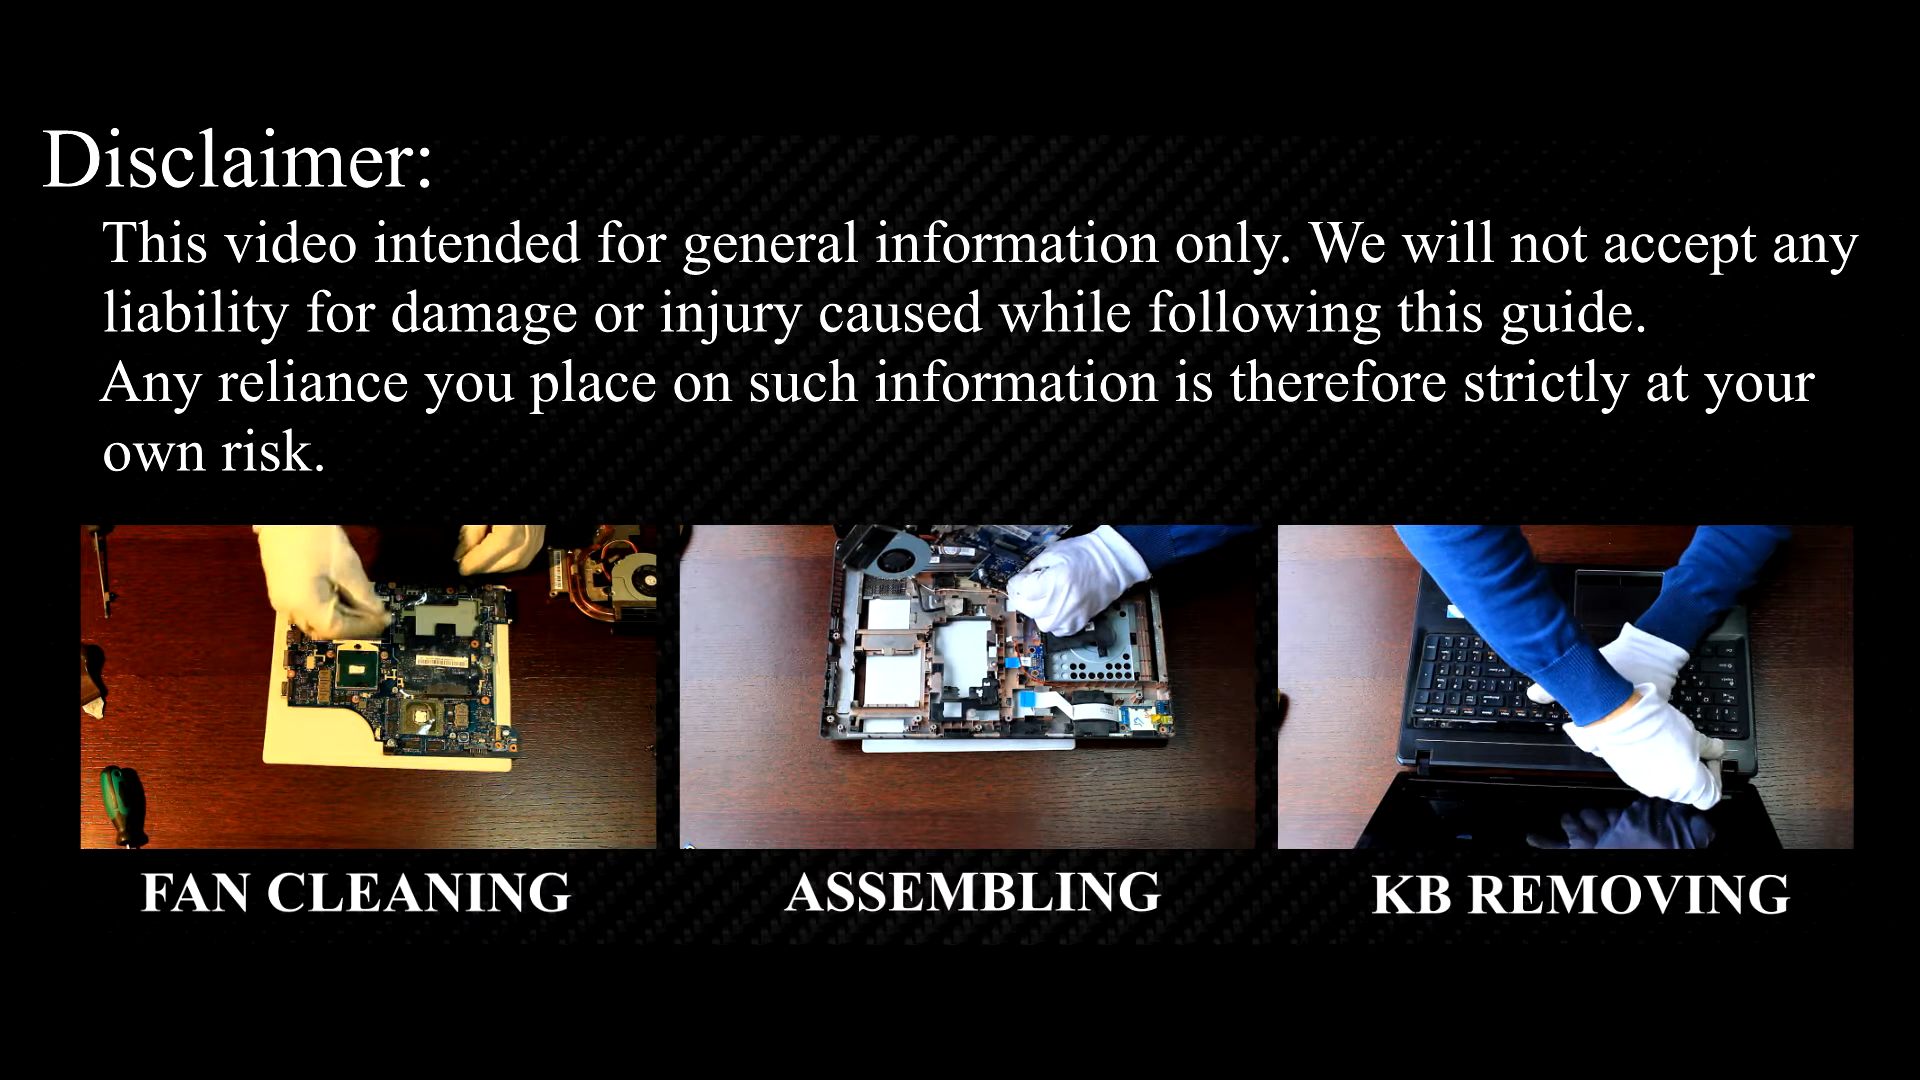 Disclaimer:
This video intended for general information only. We will not accept any
liability for damage or injury caused while following this guide.
Any reliance you place on such information is therefore strictly at your
own risk.
FAN CLEANING
ASSEMBLING
KB REMOVING